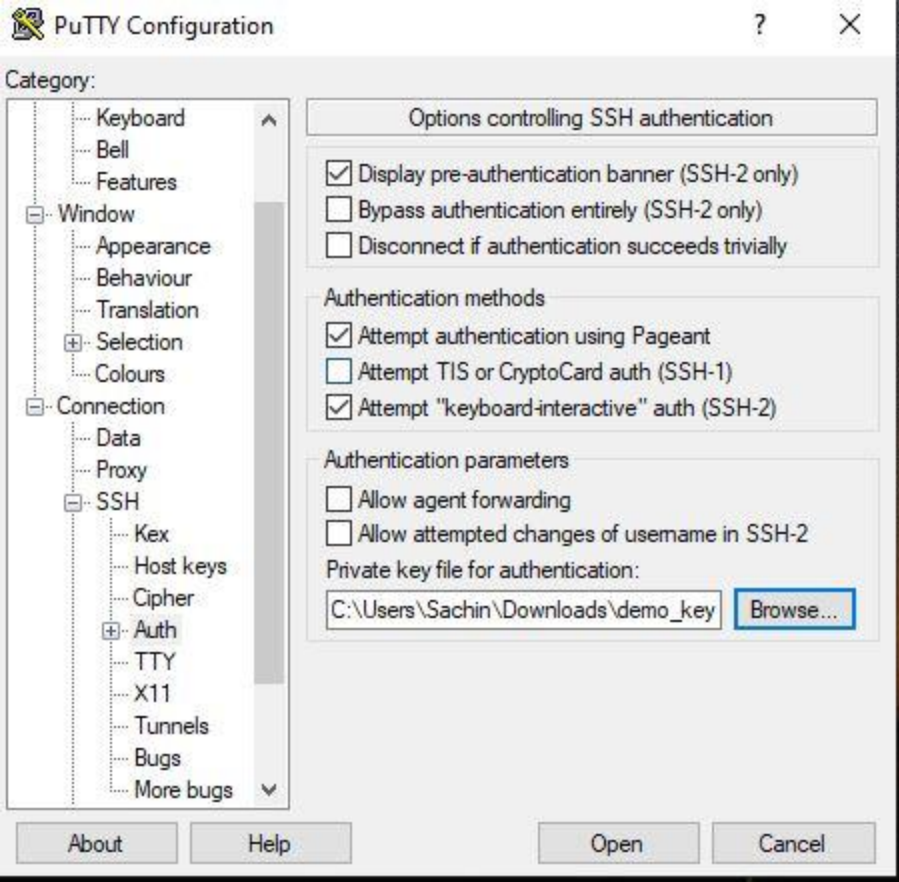 PuTTY Configuration
?
Category:
Keyboard
Bell
Features
Window
Appearance
Behaviour
Translation
Selection
Colours
Connection
Data
Proxy
SSH
Kex
Host keys
Cipher
Auth
TTY
X11
Tunnels
Bugs
More bugs
Options controlling SSH authentication
Display pre-authentication banner (SSH-2 only)
Bypass authentication entirely (SSH-2 only)
Disconnect if authentication succeeds trivially
Authentication methods
Attempt authentication using Pageant
Attempt TIS or CryptoCard auth (SSH-1)
Attempt "keyboard-interactive" auth (SSH-2)
Authentication parameters
Allow agent forwarding
Allow attempted changes of username in SSH-2
Private key file for authentication:
C:\Users\Sachin\Downloads\demo_key
Browse...
About
Help
Open
Cancel